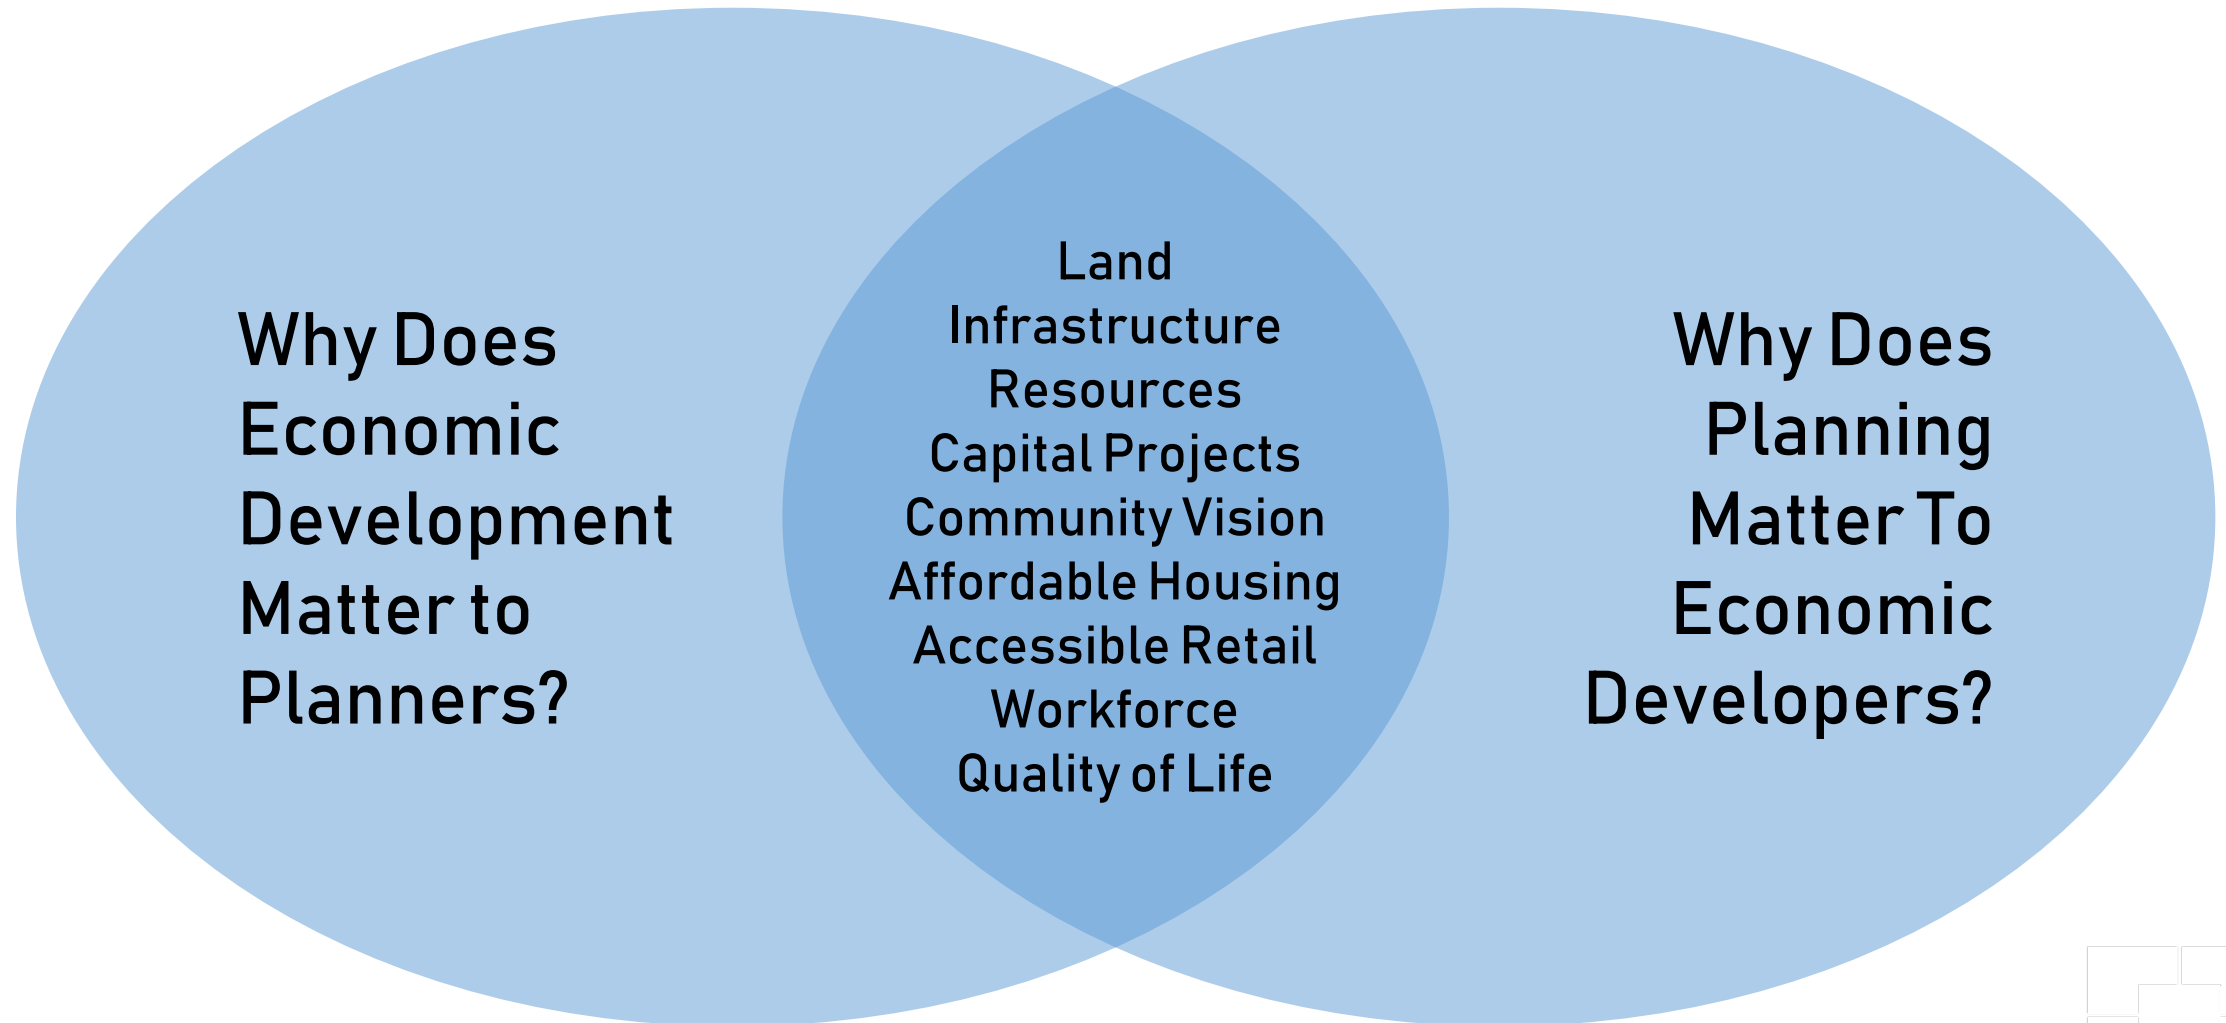 Why Does
Economic
Development
Matter to
Planners?
Land
Infrastructure
Resources
Capital Projects
Community Vision
Affordable Housing
Accessible Retail
Workforce
Quality of Life
Why Does
Planning
Matter To
Economic
Developers?